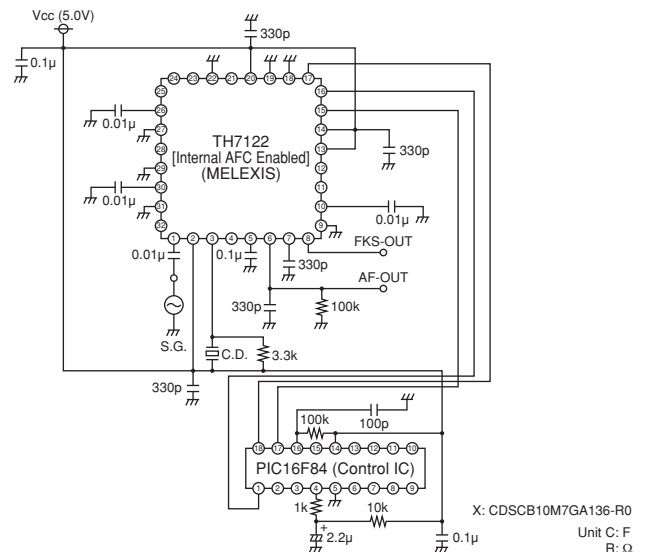 Vcc (5.0V)
330p
0.1μ
24 23 22 21 20 19 18 17
25 16
26 15
0.01μ
27 14
TH7122
28 13
[Internal AFC Enabled]
330p
29 12
(MELEXIS)
30 11
0.01μ
31 10
0.01μ
32 9
1 2 3 4 5 6 7 8
FKS-OUT
0.01μ
0.1μ
330p
AF-OUT
330p
100k
S.G.
C.D.
3.3k
330p
100k
100p
18 17 16 15 14 13 12 11 10
PIC16F84 (Control IC)
1 2 3 4 5 6 7 8 9
1k
10k
+
2.2μ
0.1μ
X: CDSCB10M7GA136-R0
Unit C: F
R: Ω